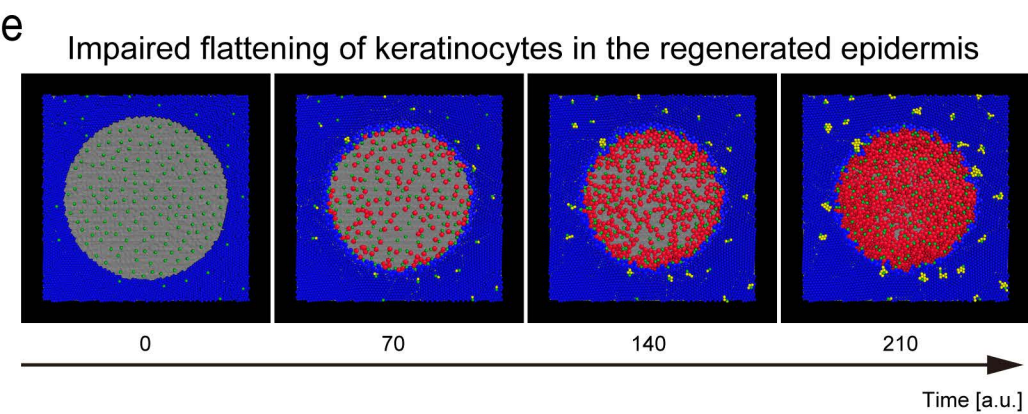 e
Impaired flattening of keratinocytes in the regenerated epidermis
0 70 140 210
Time [a.u.]